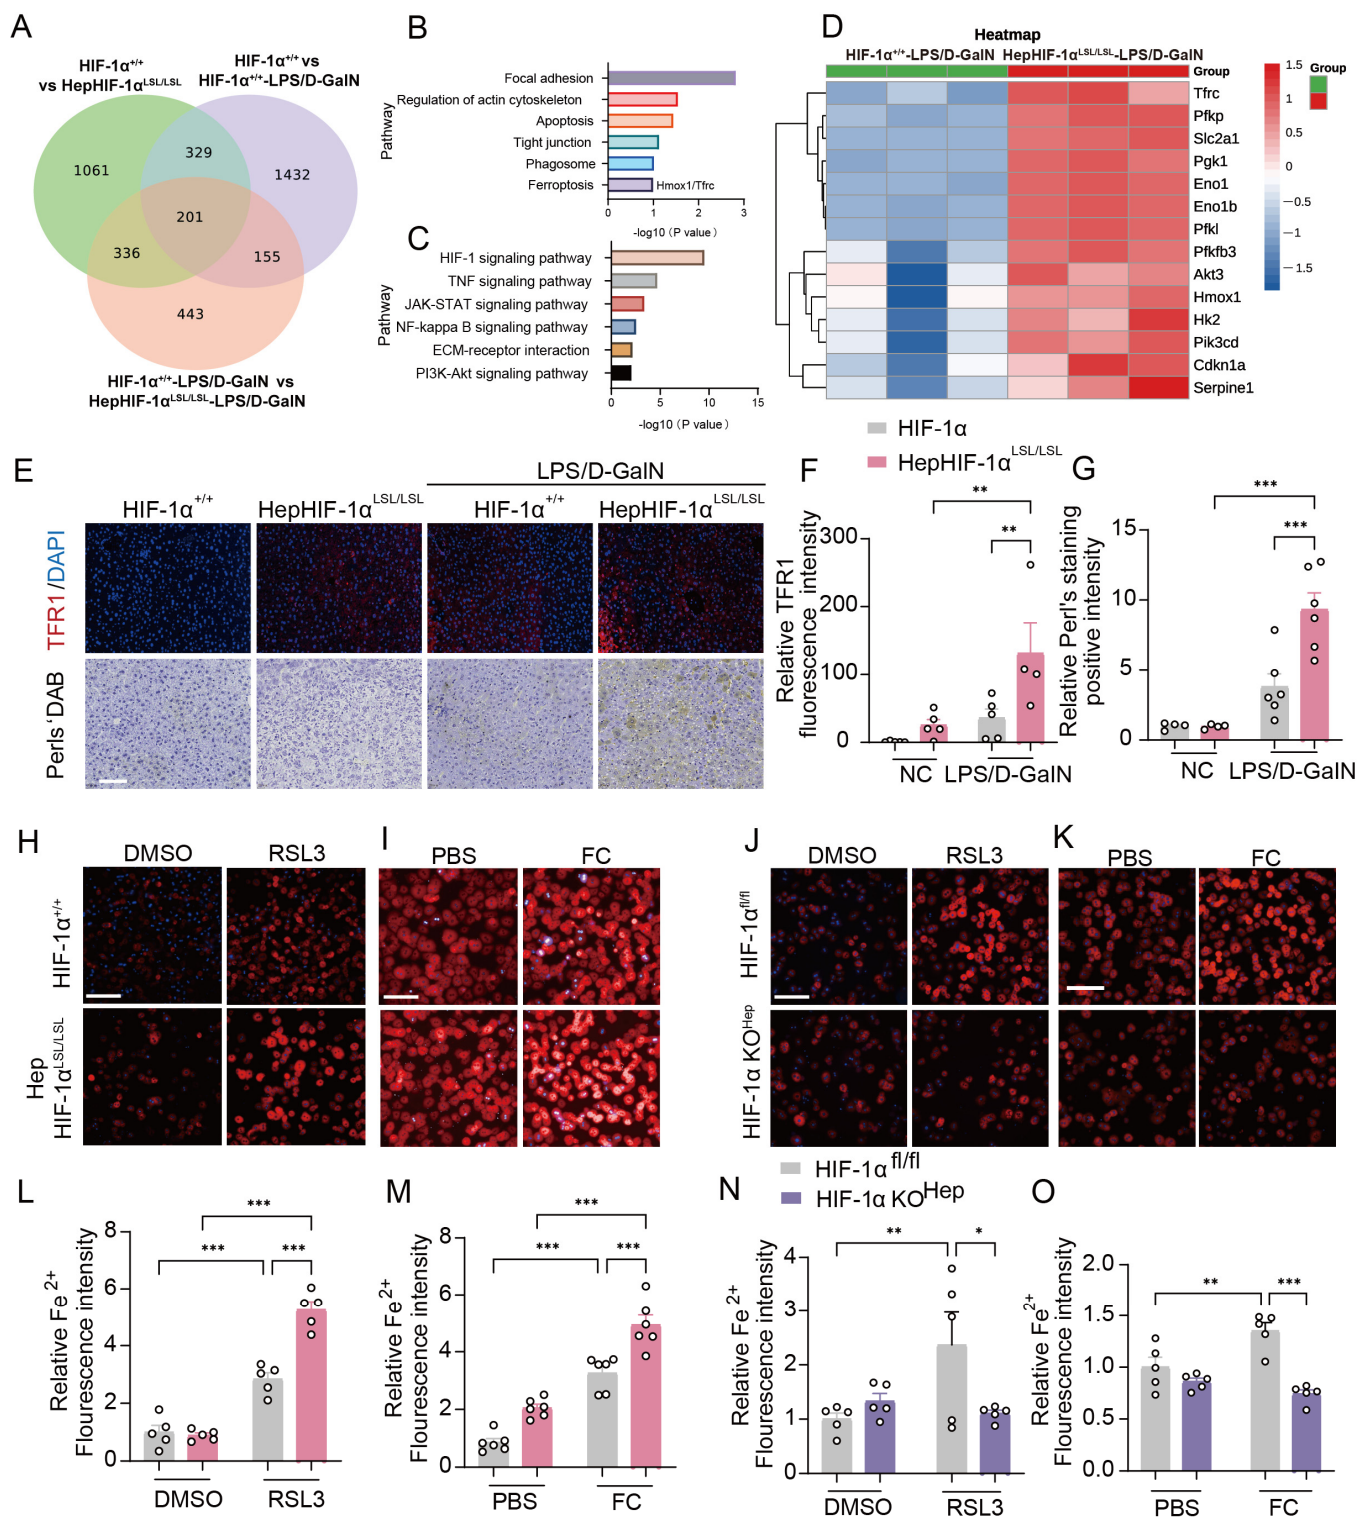 A
HIF-1α+/+
vs HepHIF-1αLSL/LSL
HIF-1α+/+ vs
HIF-1α+/+-LPS/D-GalN
1061
329
1432
201
336
155
443
HIF-1α+/+-LPS/D-GalN vs
HepHIF-1αLSL/LSL-LPS/D-GalN
B
Pathway
Focal adhesion
Regulation of actin cytoskeleton
Apoptosis
Tight junction
Phagosome
Ferroptosis
Hmox1/Tfrc
0 1 2 3
-log10 (P value)
C
Pathway
HIF-1 signaling pathway
TNF signaling pathway
JAK-STAT signaling pathway
NF-kappa B signaling pathway
ECM-receptor interaction
PI3K-Akt signaling pathway
0 5 10 15
-log10 (P value)
D
Heatmap
HIF-1α+/+-LPS/D-GalN HepHIF-1αLSL/LSL-LPS/D-GalN
Group
Tfrc
Pfkp
Slc2a1
Pgk1
Eno1
Eno1b
Pfkl
Pfkfb3
Akt3
Hmox1
Hk2
Pik3cd
Cdkn1a
Serpine1
1.5
1
0.5
0
−0.5
−1
−1.5
Group
E
LPS/D-GalN
HIF-1α+/+ HepHIF-1αLSL/LSL HIF-1α+/+ HepHIF-1αLSL/LSL
TFR1/DAPI
Perls‘DAB
HIF-1α
HepHIF-1αLSL/LSL
F
Relative TFR1
fluorescence intensity
300
200
100
0
** **
NC LPS/D-GalN
G
Relative Perl's staining
positive intensity
15
10
5
0
*** ***
NC LPS/D-GalN
H
DMSO RSL3
HIF-1α+/+
Hep
HIF-1αLSL/LSL
I
PBS FC
J
DMSO RSL3
HIF-1αfl/fl
HIF-1α KOHep
K
PBS FC
HIF-1αfl/fl
HIF-1α KOHep
L
Relative Fe2+
Flourescence intensity
8
6
4
2
0
*** *** ***
DMSO RSL3
M
Relative Fe2+
Flourescence intensity
8
6
4
2
0
*** *** ***
PBS FC
N
Relative Fe2+
Flourescence intensity
4
3
2
1
0
** *
DMSO RSL3
O
Relative Fe2+
Flourescence intensity
2.0
1.5
1.0
0.5
0.0
** ***
PBS FC